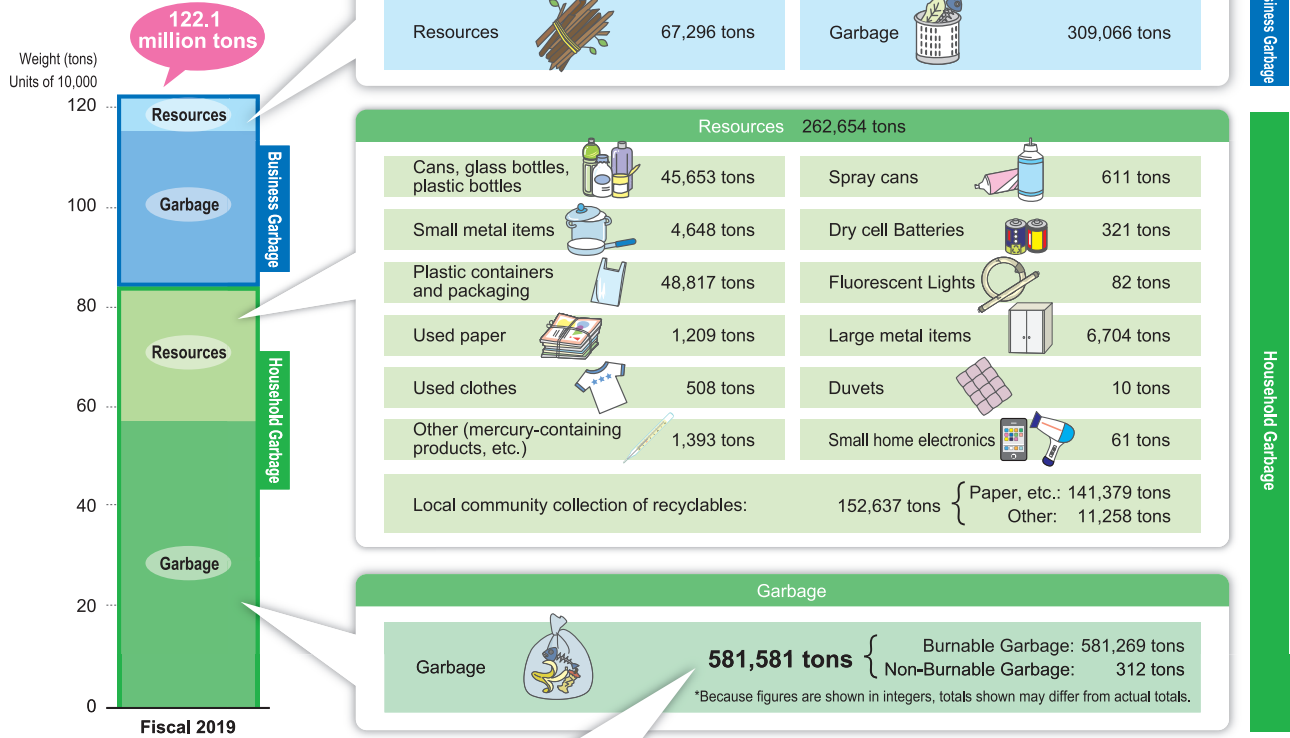 122.1
million tons
Weight (tons)
Units of 10,000
120
100
80
60
40
20
0
Resources
Garbage
Business Garbage
Resources
Garbage
Household Garbage
Fiscal 2019
Resources 67,296 tons
Garbage 309,066 tons
Resources 262,654 tons
Cans, glass bottles,
plastic bottles
45,653 tons
Spray cans 611 tons
Small metal items 4,648 tons
Dry cell Batteries 321 tons
Plastic containers
and packaging
48,817 tons
Fluorescent Lights 82 tons
Used paper 1,209 tons
Large metal items 6,704 tons
Used clothes 508 tons
Duvets 10 tons
Other (mercury-containing
products, etc.)
1,393 tons
Small home electronics 61 tons
Local community collection of recyclables: 152,637 tons
Paper, etc.: 141,379 tons
Other: 11,258 tons
Garbage
Garbage
581,581 tons
Burnable Garbage: 581,269 tons
Non-Burnable Garbage: 312 tons
*Because figures are shown in integers, totals shown may differ from actual totals.
siness Garbage
Household Garbage